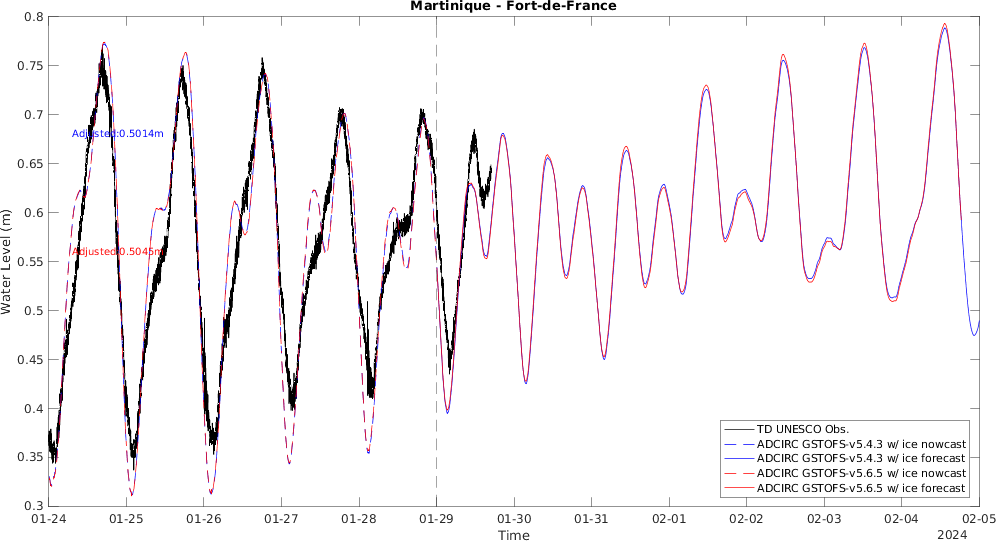 Martinique - Fort-de-France
0.8
0.75
0.7
Adjusted:0.5014m
0.65
0.6
0.55
Adjusted:0.5045m
Water Level (m)
0.5
0.45
0.4
0.35
0.3
TD UNESCO Obs.
ADCIRC GSTOFS-v5.4.3 w/ ice nowcast
ADCIRC GSTOFS-v5.4.3 w/ ice forecast
ADCIRC GSTOFS-v5.6.5 w/ ice nowcast
ADCIRC GSTOFS-v5.6.5 w/ ice forecast
01-24 01-25 01-26 01-27 01-28 01-29 01-30 01-31 02-01 02-02 02-03 02-04 02-05
Time
2024